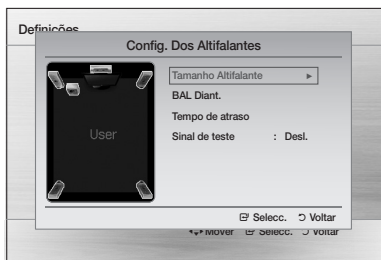 Definições
Config. Dos Altifalantes
Tamanho Altifalante ►
BAL Diant.
Tempo de atraso
Sinal de teste : Desl.
User
Selecc. Voltar
Mover Selecc. Voltar